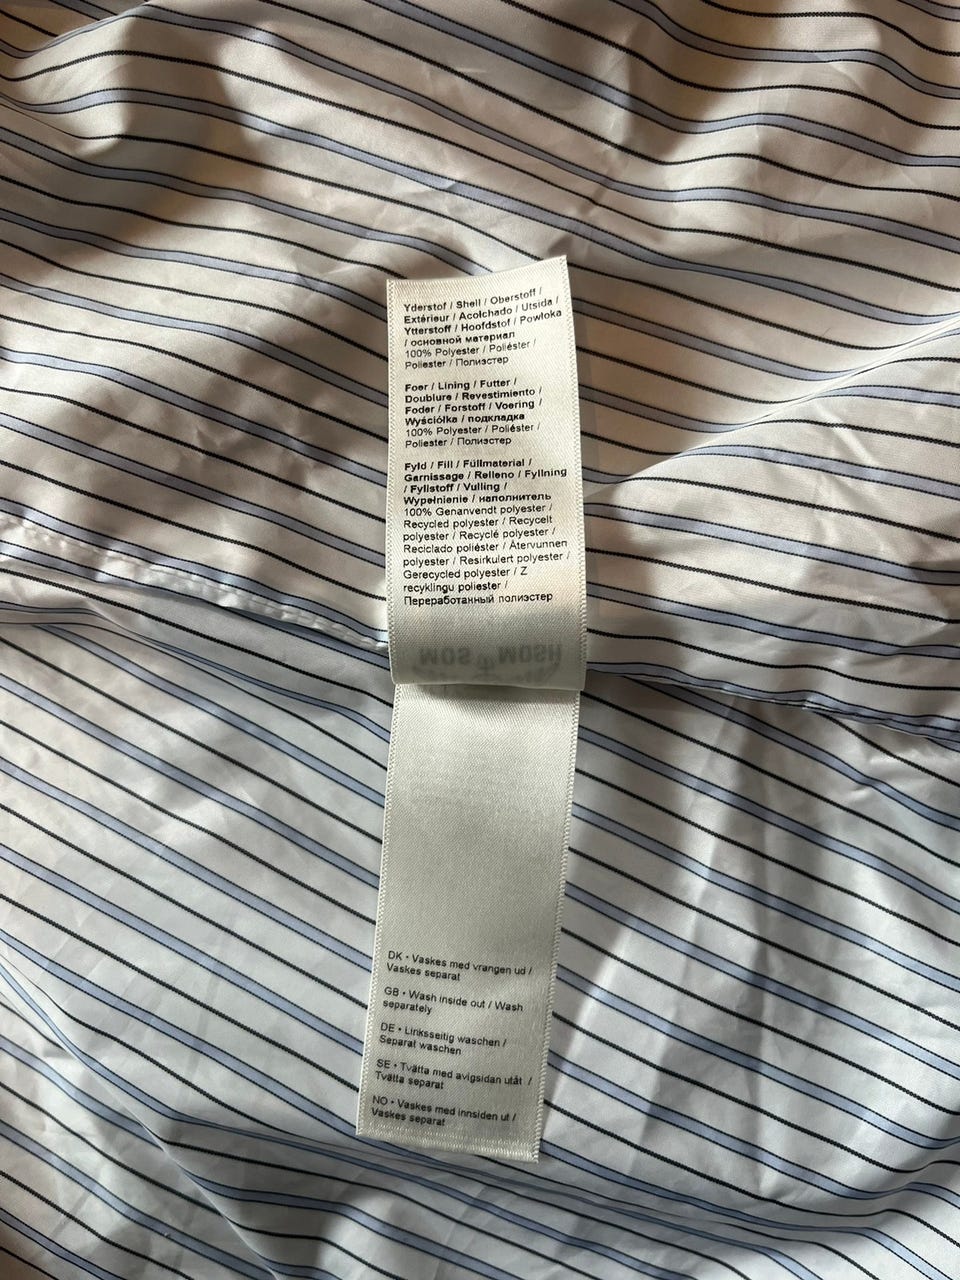 Yderstof / Shell / Oberstoff /
Extérieur / Acolchado / Utsida /
Ytterstoff / Hoofdstof / Powłoka
/ основной материал
100% Polyester / Poliéster /
Poliester / Полиэстер
Foer / Lining / Futter /
Doublure / Revestimiento /
Foder / Forstoff / Voering /
Wyściółka / подкладка
100% Polyester / Poliéster /
Poliester / Полиэстер
Fyld / Fill / Füllmaterial /
Garnissage / Relleno / Fyllning
/ Fyllstoff / Vulling /
Wypełnienie / наполнитель
100% Genanvendt polyester /
Recycled polyester / Recycelt
polyester / Recyclé polyester /
Reciclado poliéster / Återvunnen
polyester / Resirkulert polyester /
Gerecycled polyester / Z
recyklingu poliester /
Переработанный полиэстер
MOS MOSH
DK • Vaskes med vrangen ud /
Vaskes separat
GB • Wash inside out / Wash
separately
DE • Linksseitig waschen /
Separat waschen
SE • Tvätta med avigsidan utåt /
Tvätta separat
NO • Vaskes med innsiden ut /
Vaskes separat